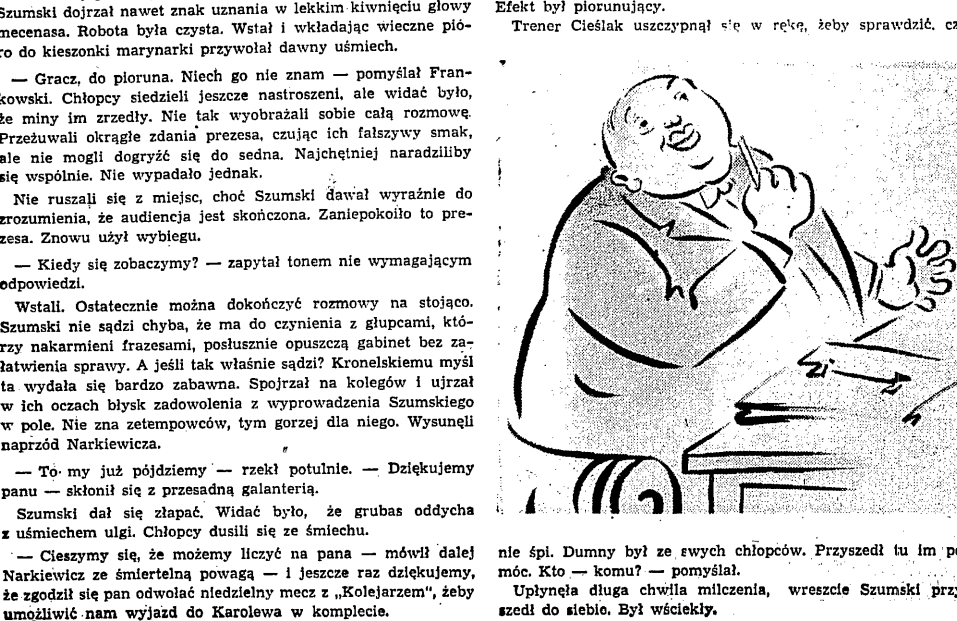 Szumski dojrzał nawet znak uznania w lekkim kiwnięciu głowy
mecenasa. Robota była czysta. Wstał i wkładając wieczne pió-
ro do kieszonki marynarki przywołał dawny uśmiech.
— Gracz, do pioruna. Niech go nie znam — pomyślał Fran-
kowski. Chłopcy siedzieli jeszcze nastroszeni, ale widać było,
że miny im zrzedły. Nie tak wyobrażali sobie całą rozmowę.
Przeżuwali okrągłe zdania prezesa, czując ich fałszywy smak,
ale nie mogli dogryźć się do sedna. Najchętniej naradziliby
się wspólnie. Nie wypadało jednak.
Nie ruszali się z miejsc, choć Szumski dawał wyraźnie do
zrozumienia, że audiencja jest skończona. Zaniepokoiło to pre-
zesa. Znowu użył wybiegu.
— Kiedy się zobaczymy? — zapytał tonem nie wymagającym
odpowiedzi.
Wstali. Ostatecznie można dokończyć rozmowy na stojąco.
Szumski nie sądzi chyba, że ma do czynienia z głupcami, któ-
rzy nakarmieni frazesami, posłusznie opuszczą gabinet bez za-
łatwienia sprawy. A jeśli tak właśnie sądzi? Kronelskiemu myśl
ta wydała się bardzo zabawna. Spojrzał na kolegów i ujrzał
w ich oczach błysk zadowolenia z wyprowadzenia Szumskiego
w pole. Nie zna zetempowców, tym gorzej dla niego. Wysunęli
naprzód Narkiewicza.
— To my już pójdziemy — rzekł potulnie. — Dziękujemy
panu — skłonił się z przesadną galanterią.
Szumski dał się złapać. Widać było, że grubas oddycha
z uśmiechem ulgi. Chłopcy dusili się ze śmiechu.
— Cieszymy się, że możemy liczyć na pana — mówił dalej
Narkiewicz ze śmiertelną powagą — i jeszcze raz dziękujemy,
że zgodził się pan odwołać niedzielny mecz z „Kolejarzem", żeby
umożliwić nam wyjazd do Karolewa w komplecie.
Efekt był piorunujący.
Trener Cieślak uszczypnął się w rękę, żeby sprawdzić, cz
nie śpi. Dumny był ze swych chłopców. Przyszedł tu im po
móc. Kto — komu? — pomyślał.
Upłynęła długa chwila milczenia, wreszcie Szumski przy
szedł do siebie. Był wściekły.